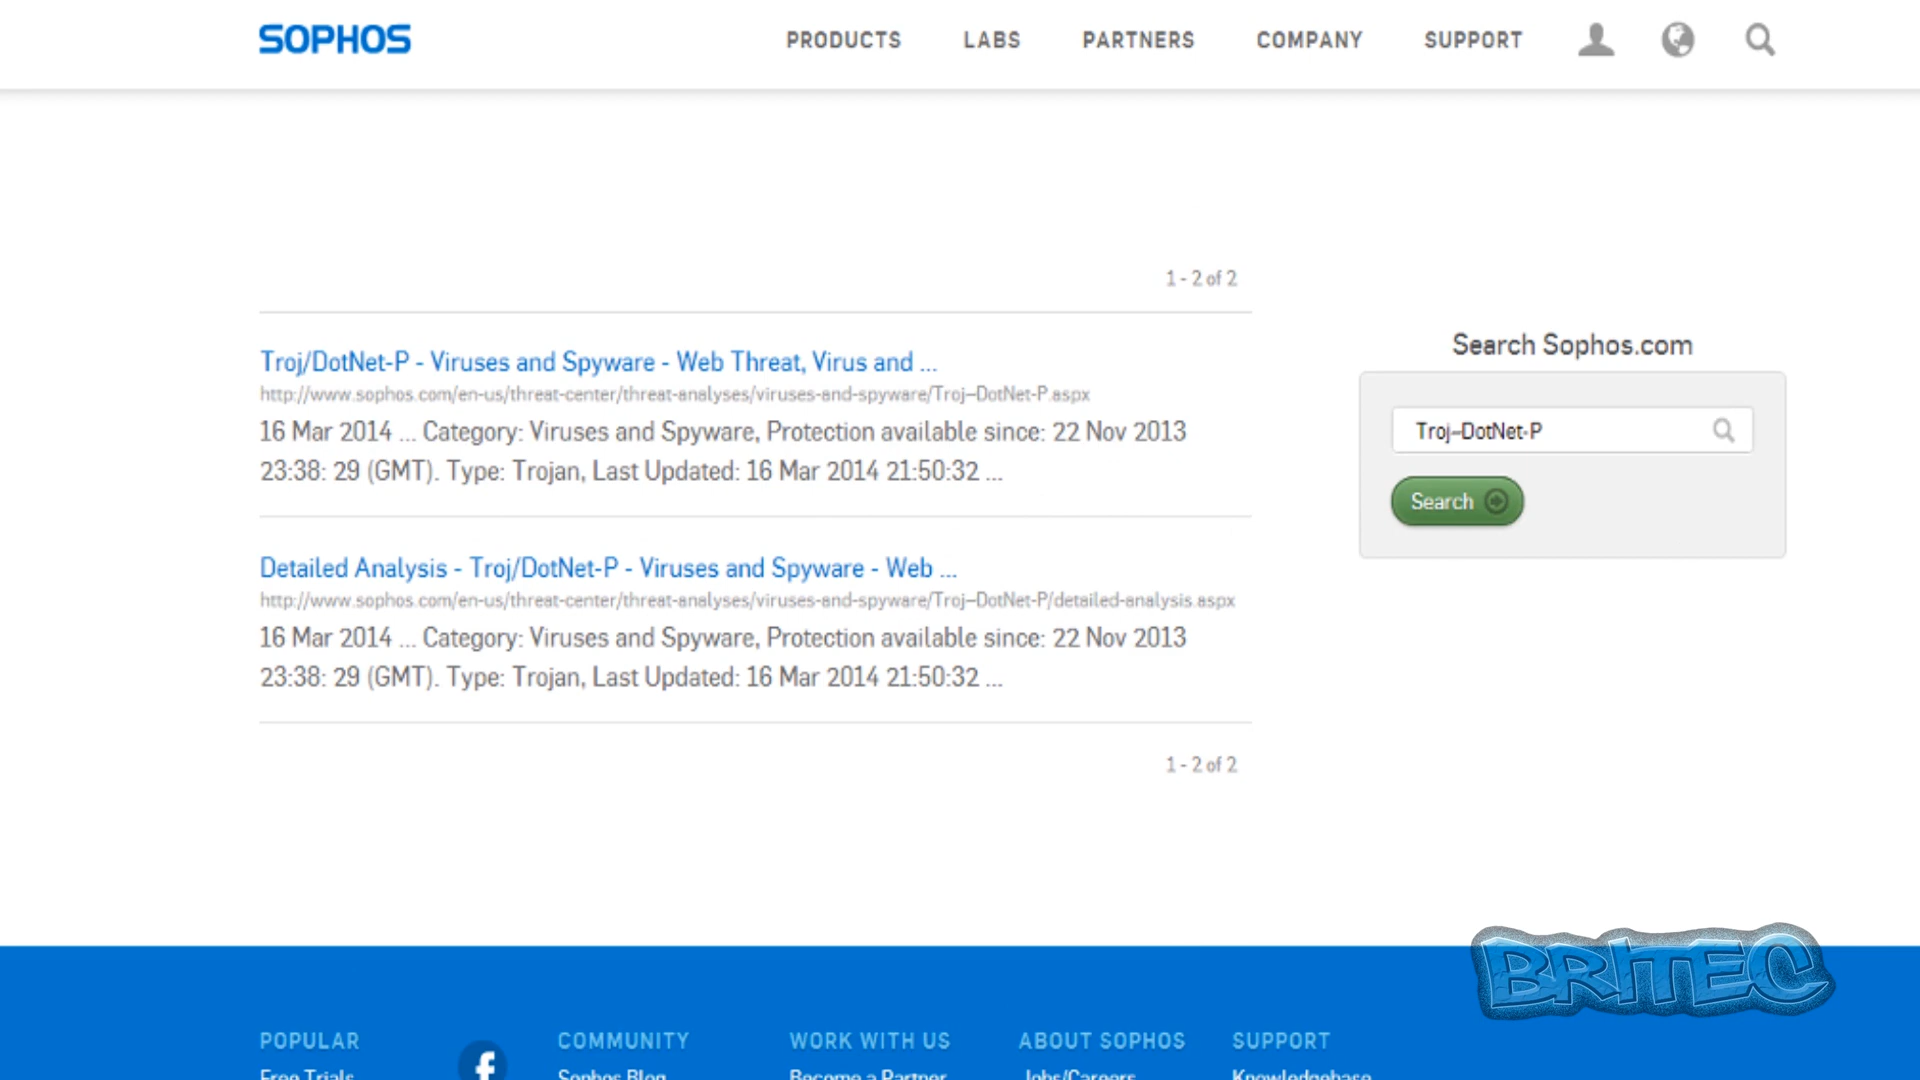 SOPHOS
PRODUCTS LABS PARTNERS COMPANY SUPPORT
1 - 2 of 2
Troj/DotNet-P - Viruses and Spyware - Web Threat, Virus and ...
http://www.sophos.com/en-us/threat-center/threat-analyses/viruses-and-spyware/Troj~DotNet-P.aspx
16 Mar 2014 ... Category: Viruses and Spyware, Protection available since: 22 Nov 2013
23:38: 29 (GMT). Type: Trojan, Last Updated: 16 Mar 2014 21:50:32 ...
Detailed Analysis - Troj/DotNet-P - Viruses and Spyware - Web ...
http://www.sophos.com/en-us/threat-center/threat-analyses/viruses-and-spyware/Troj~DotNet-P/detailed-analysis.aspx
16 Mar 2014 ... Category: Viruses and Spyware, Protection available since: 22 Nov 2013
23:38: 29 (GMT). Type: Trojan, Last Updated: 16 Mar 2014 21:50:32 ...
1 - 2 of 2
Search Sophos.com
Troj~DotNet-P
Search
BRITEC
POPULAR COMMUNITY WORK WITH US ABOUT SOPHOS SUPPORT
Free Trials Sophos Blog Become a Partner Jobs/Careers Knowledgebase